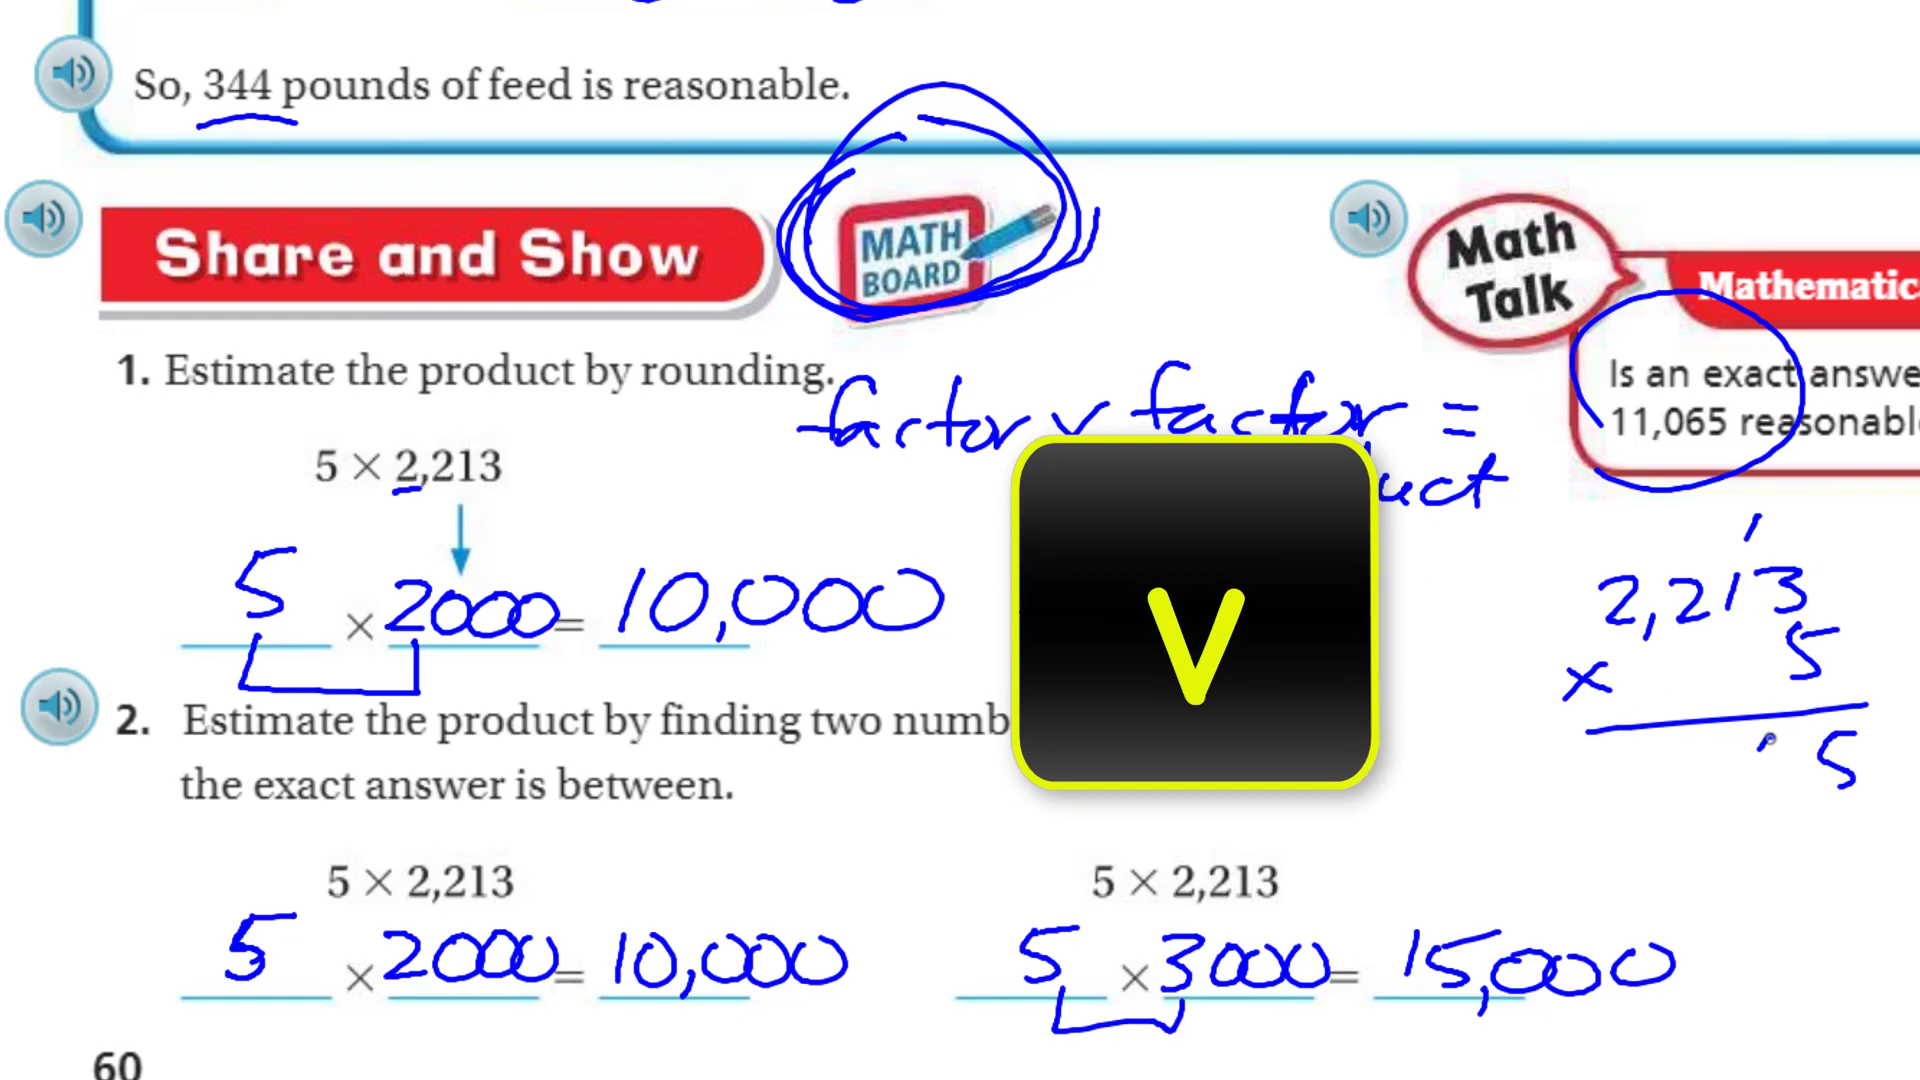 So, 344 pounds of feed is reasonable.
Share and Show
MATH
BOARD
Math
Talk
Mathematic
Is an exact answe
11,065 reasonabl
1. Estimate the product by rounding.
factor x factor =
uct
5 × 2,213
5 × 2000 = 10,000
v
1
2,213
x 5
5
2. Estimate the product by finding two numb
the exact answer is between.
5 × 2,213
5 × 2000 = 10,000
5 × 2,213
5 × 3000 = 15,000
60